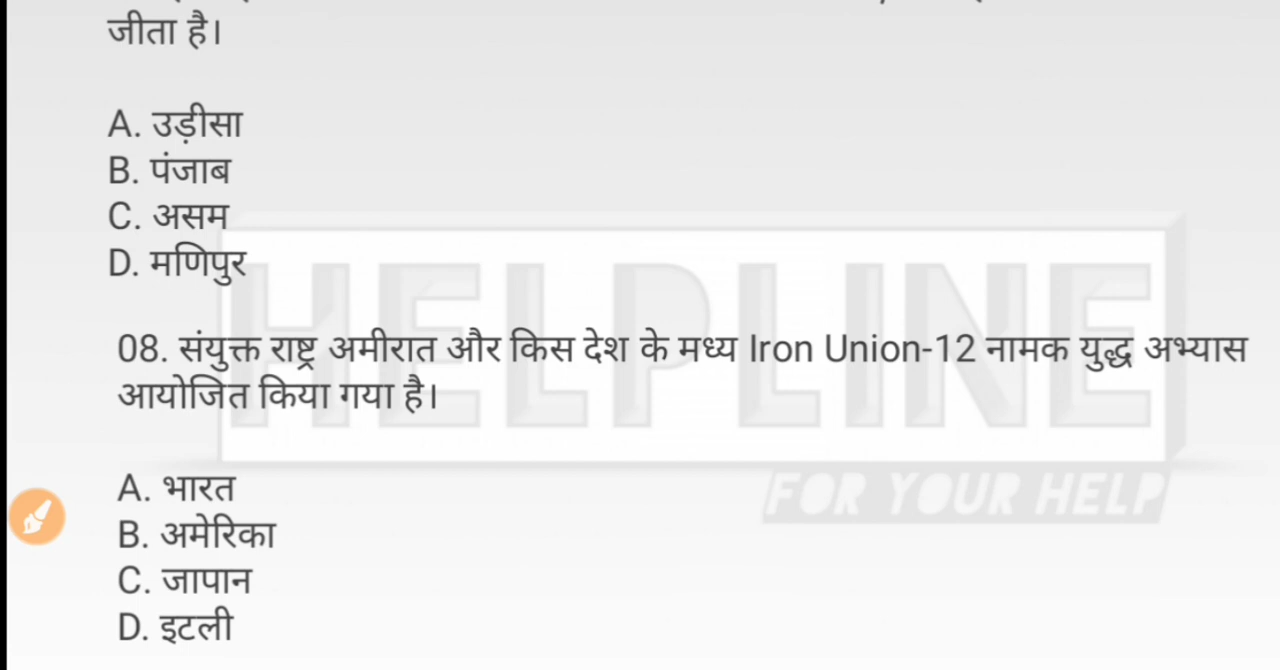 जीता है।
A. उड़ीसा
B. पंजाब
C. असम
D. मणिपुर
HELPLINE
08. संयुक्त राष्ट्र अमीरात और किस देश के मध्य Iron Union-12 नामक युद्ध अभ्यास
आयोजित किया गया है।
FOR YOUR HELP
A. भारत
B. अमेरिका
C. जापान
D. इटली